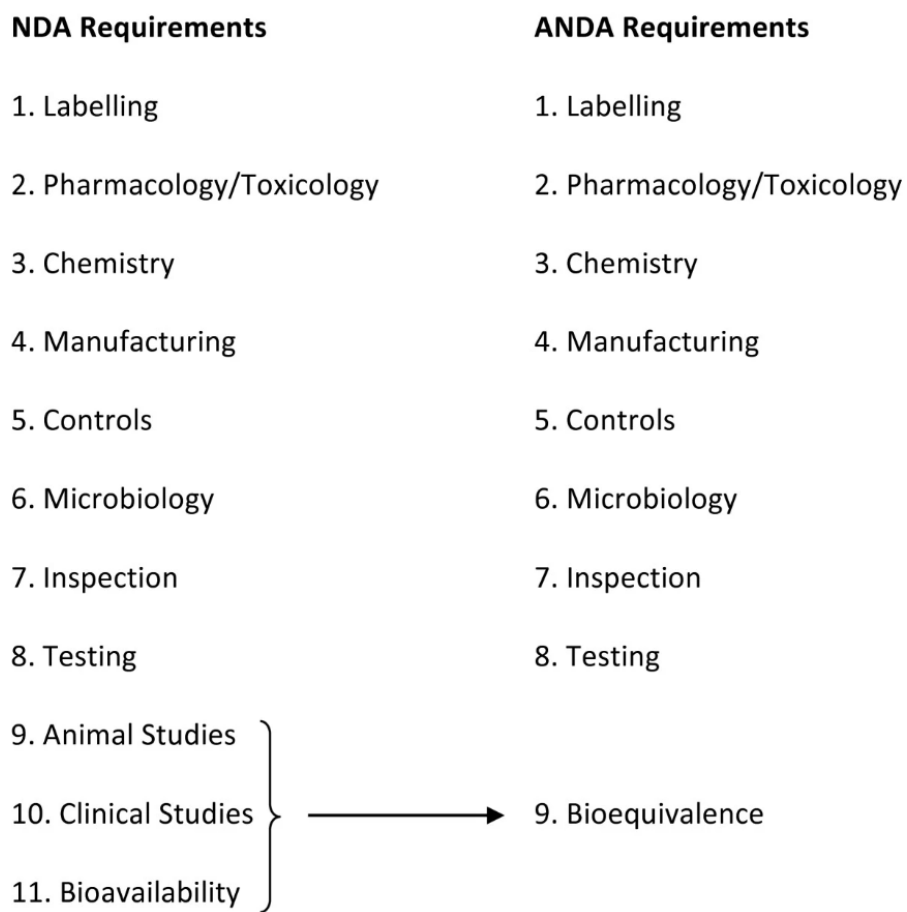 NDA Requirements
1. Labelling
2. Pharmacology/Toxicology
3. Chemistry
4. Manufacturing
5. Controls
6. Microbiology
7. Inspection
8. Testing
9. Animal Studies
10. Clinical Studies
11. Bioavailability
ANDA Requirements
1. Labelling
2. Pharmacology/Toxicology
3. Chemistry
4. Manufacturing
5. Controls
6. Microbiology
7. Inspection
8. Testing
9. Bioequivalence